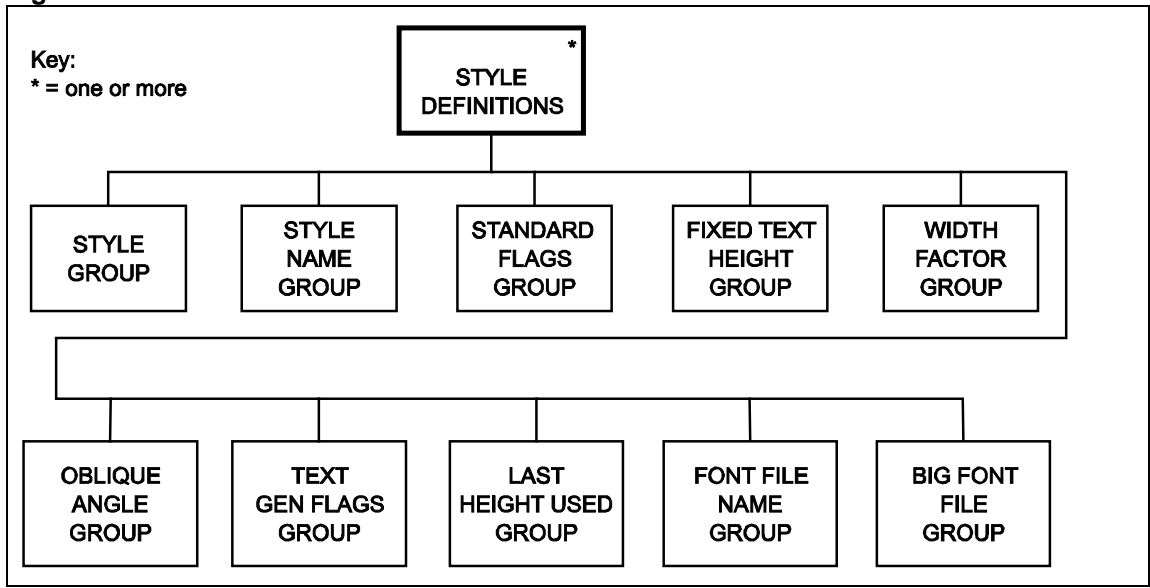 Key:
* = one or more
*
STYLE
DEFINITIONS
STYLE
GROUP
STYLE
NAME
GROUP
STANDARD
FLAGS
GROUP
FIXED TEXT
HEIGHT
GROUP
WIDTH
FACTOR
GROUP
OBLIQUE
ANGLE
GROUP
TEXT
GEN FLAGS
GROUP
LAST
HEIGHT USED
GROUP
FONT FILE
NAME
GROUP
BIG FONT
FILE
GROUP